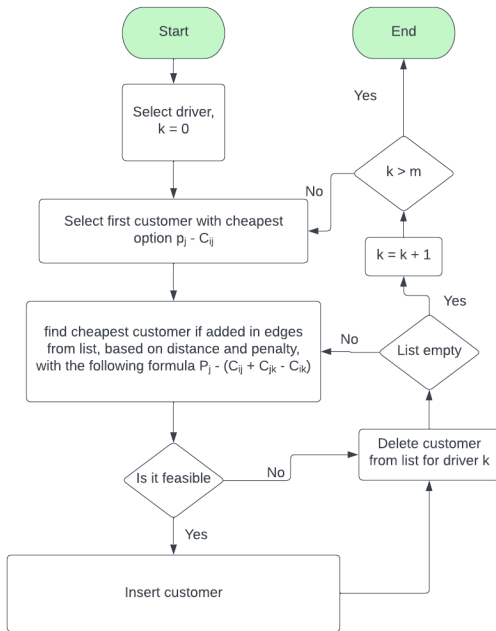 Start
End
Select driver,
k = 0
Yes
k > m
No
Select first customer with cheapest
option pⱼ - Cᵢⱼ
k = k + 1
Yes
find cheapest customer if added in edges
from list, based on distance and penalty,
with the following formula Pⱼ - (Cᵢⱼ + Cⱼₖ - Cᵢₖ)
No
List empty
Is it feasible
No
Delete customer
from list for driver k
Yes
Insert customer